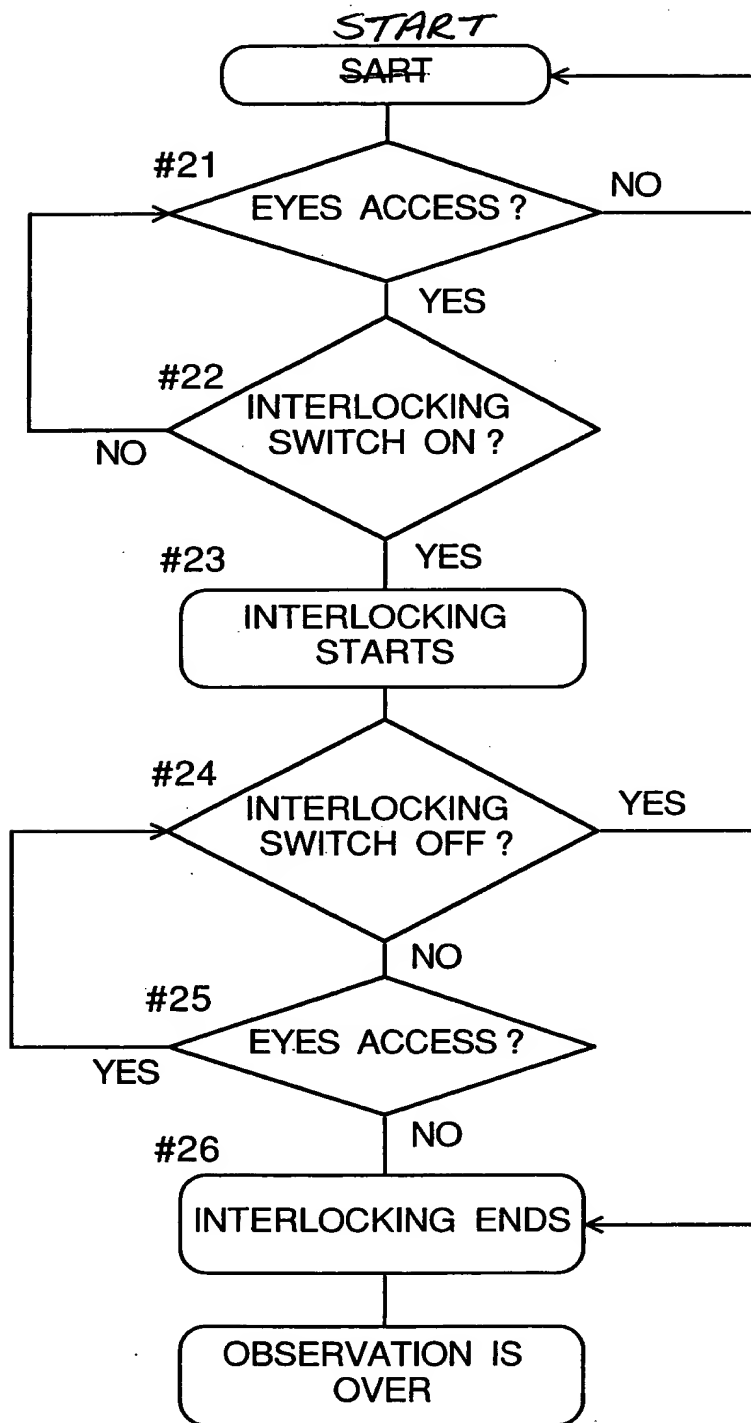 START
SART
#21
EYES ACCESS?
NO
YES
#22
INTERLOCKING
SWITCH ON?
NO
YES
#23
INTERLOCKING
STARTS
#24
INTERLOCKING
SWITCH OFF?
YES
NO
#25
EYES ACCESS?
YES
NO
#26
INTERLOCKING ENDS
OBSERVATION IS
OVER